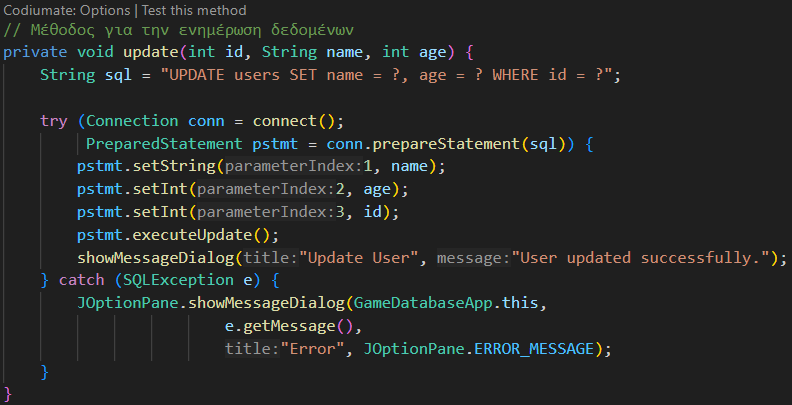 Codiumate: Options | Test this method
// Μέθοδος για την ενημέρωση δεδομένων
private void update(int id, String name, int age) {
String sql = "UPDATE users SET name = ?, age = ? WHERE id = ?";
try (Connection conn = connect();
PreparedStatement pstmt = conn.prepareStatement(sql)) {
pstmt.setString(parameterIndex:1, name);
pstmt.setInt(parameterIndex:2, age);
pstmt.setInt(parameterIndex:3, id);
pstmt.executeUpdate();
showMessageDialog(title:"Update User", message:"User updated successfully.");
} catch (SQLException e) {
JOptionPane.showMessageDialog(GameDatabaseApp.this,
e.getMessage(),
title:"Error", JOptionPane.ERROR_MESSAGE);
}
}